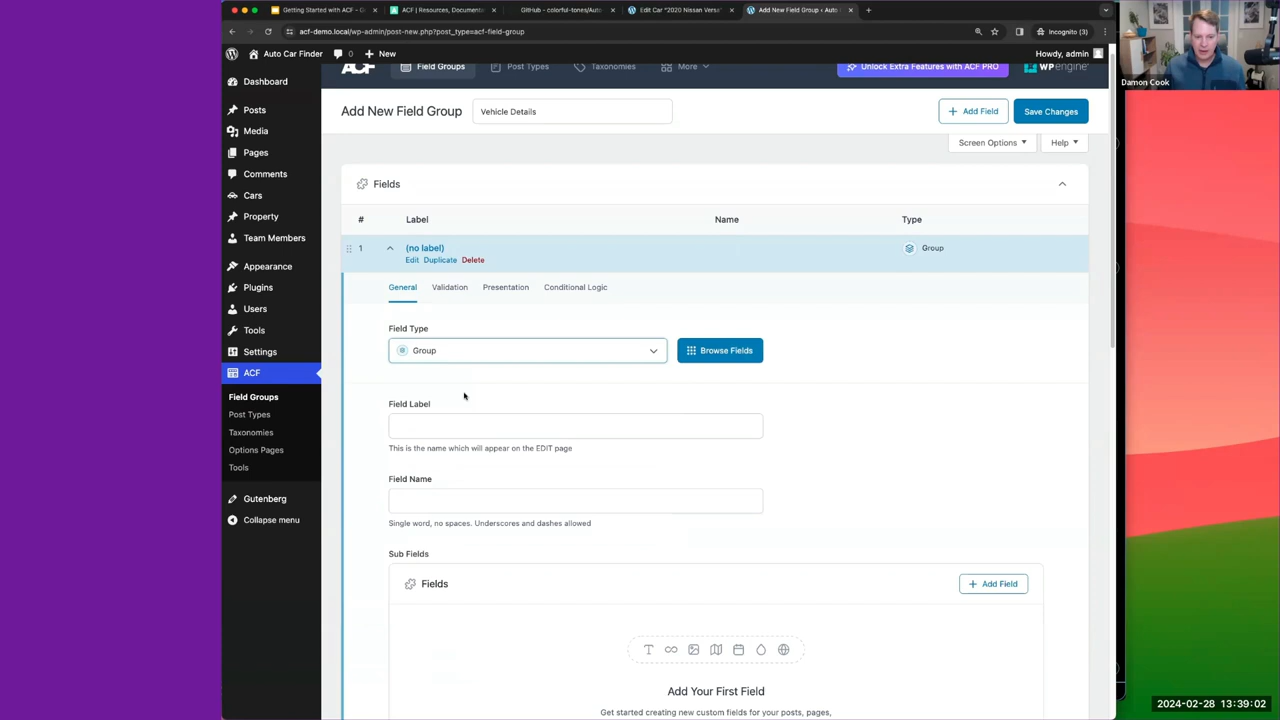 Getting Started with ACF - G
ACF | Resources, Documenta
GitHub - colorful-tones/Auto
Edit Car "2020 Nissan Versa"
Add New Field Group ‹ Auto
acf-demo.local/wp-admin/post-new.php?post_type=acf-field-group
Incognito (3)
Auto Car Finder
0
New
Howdy, admin
Damon Cook
ACF
Field Groups
Post Types
Taxonomies
More
Unlock Extra Features with ACF PRO
WP engine
Dashboard
Posts
Media
Pages
Comments
Cars
Property
Team Members
Appearance
Plugins
Users
Tools
Settings
ACF
Field Groups
Post Types
Taxonomies
Options Pages
Tools
Gutenberg
Collapse menu
Add New Field Group
Vehicle Details
+ Add Field
Save Changes
Screen Options
Help
Fields
# Label Name Type
1 (no label) Group
Edit Duplicate Delete
General Validation Presentation Conditional Logic
Field Type
Group
Browse Fields
Field Label
This is the name which will appear on the EDIT page
Field Name
Single word, no spaces. Underscores and dashes allowed
Sub Fields
Fields
+ Add Field
Add Your First Field
Get started creating new custom fields for your posts, pages,
2024-02-28 13:39:02